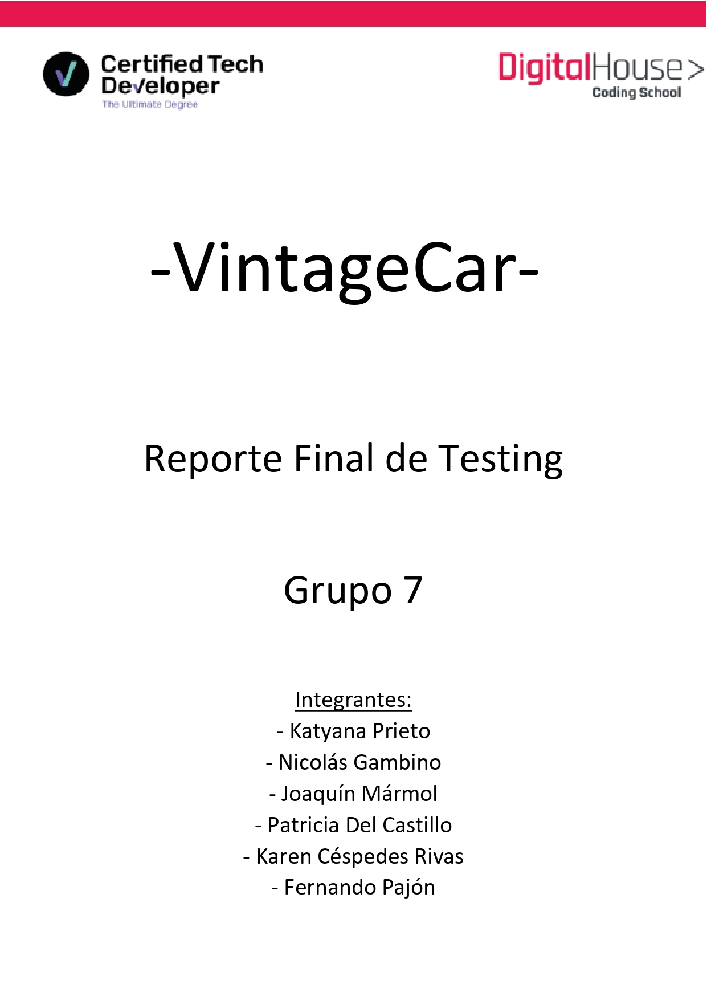 Certified Tech
Developer
The Ultimate Degree
DigitalHouse >
Coding School
-VintageCar-
Reporte Final de Testing
Grupo 7
Integrantes:
- Katyana Prieto
- Nicolás Gambino
- Joaquín Mármol
- Patricia Del Castillo
- Karen Céspedes Rivas
- Fernando Pajón